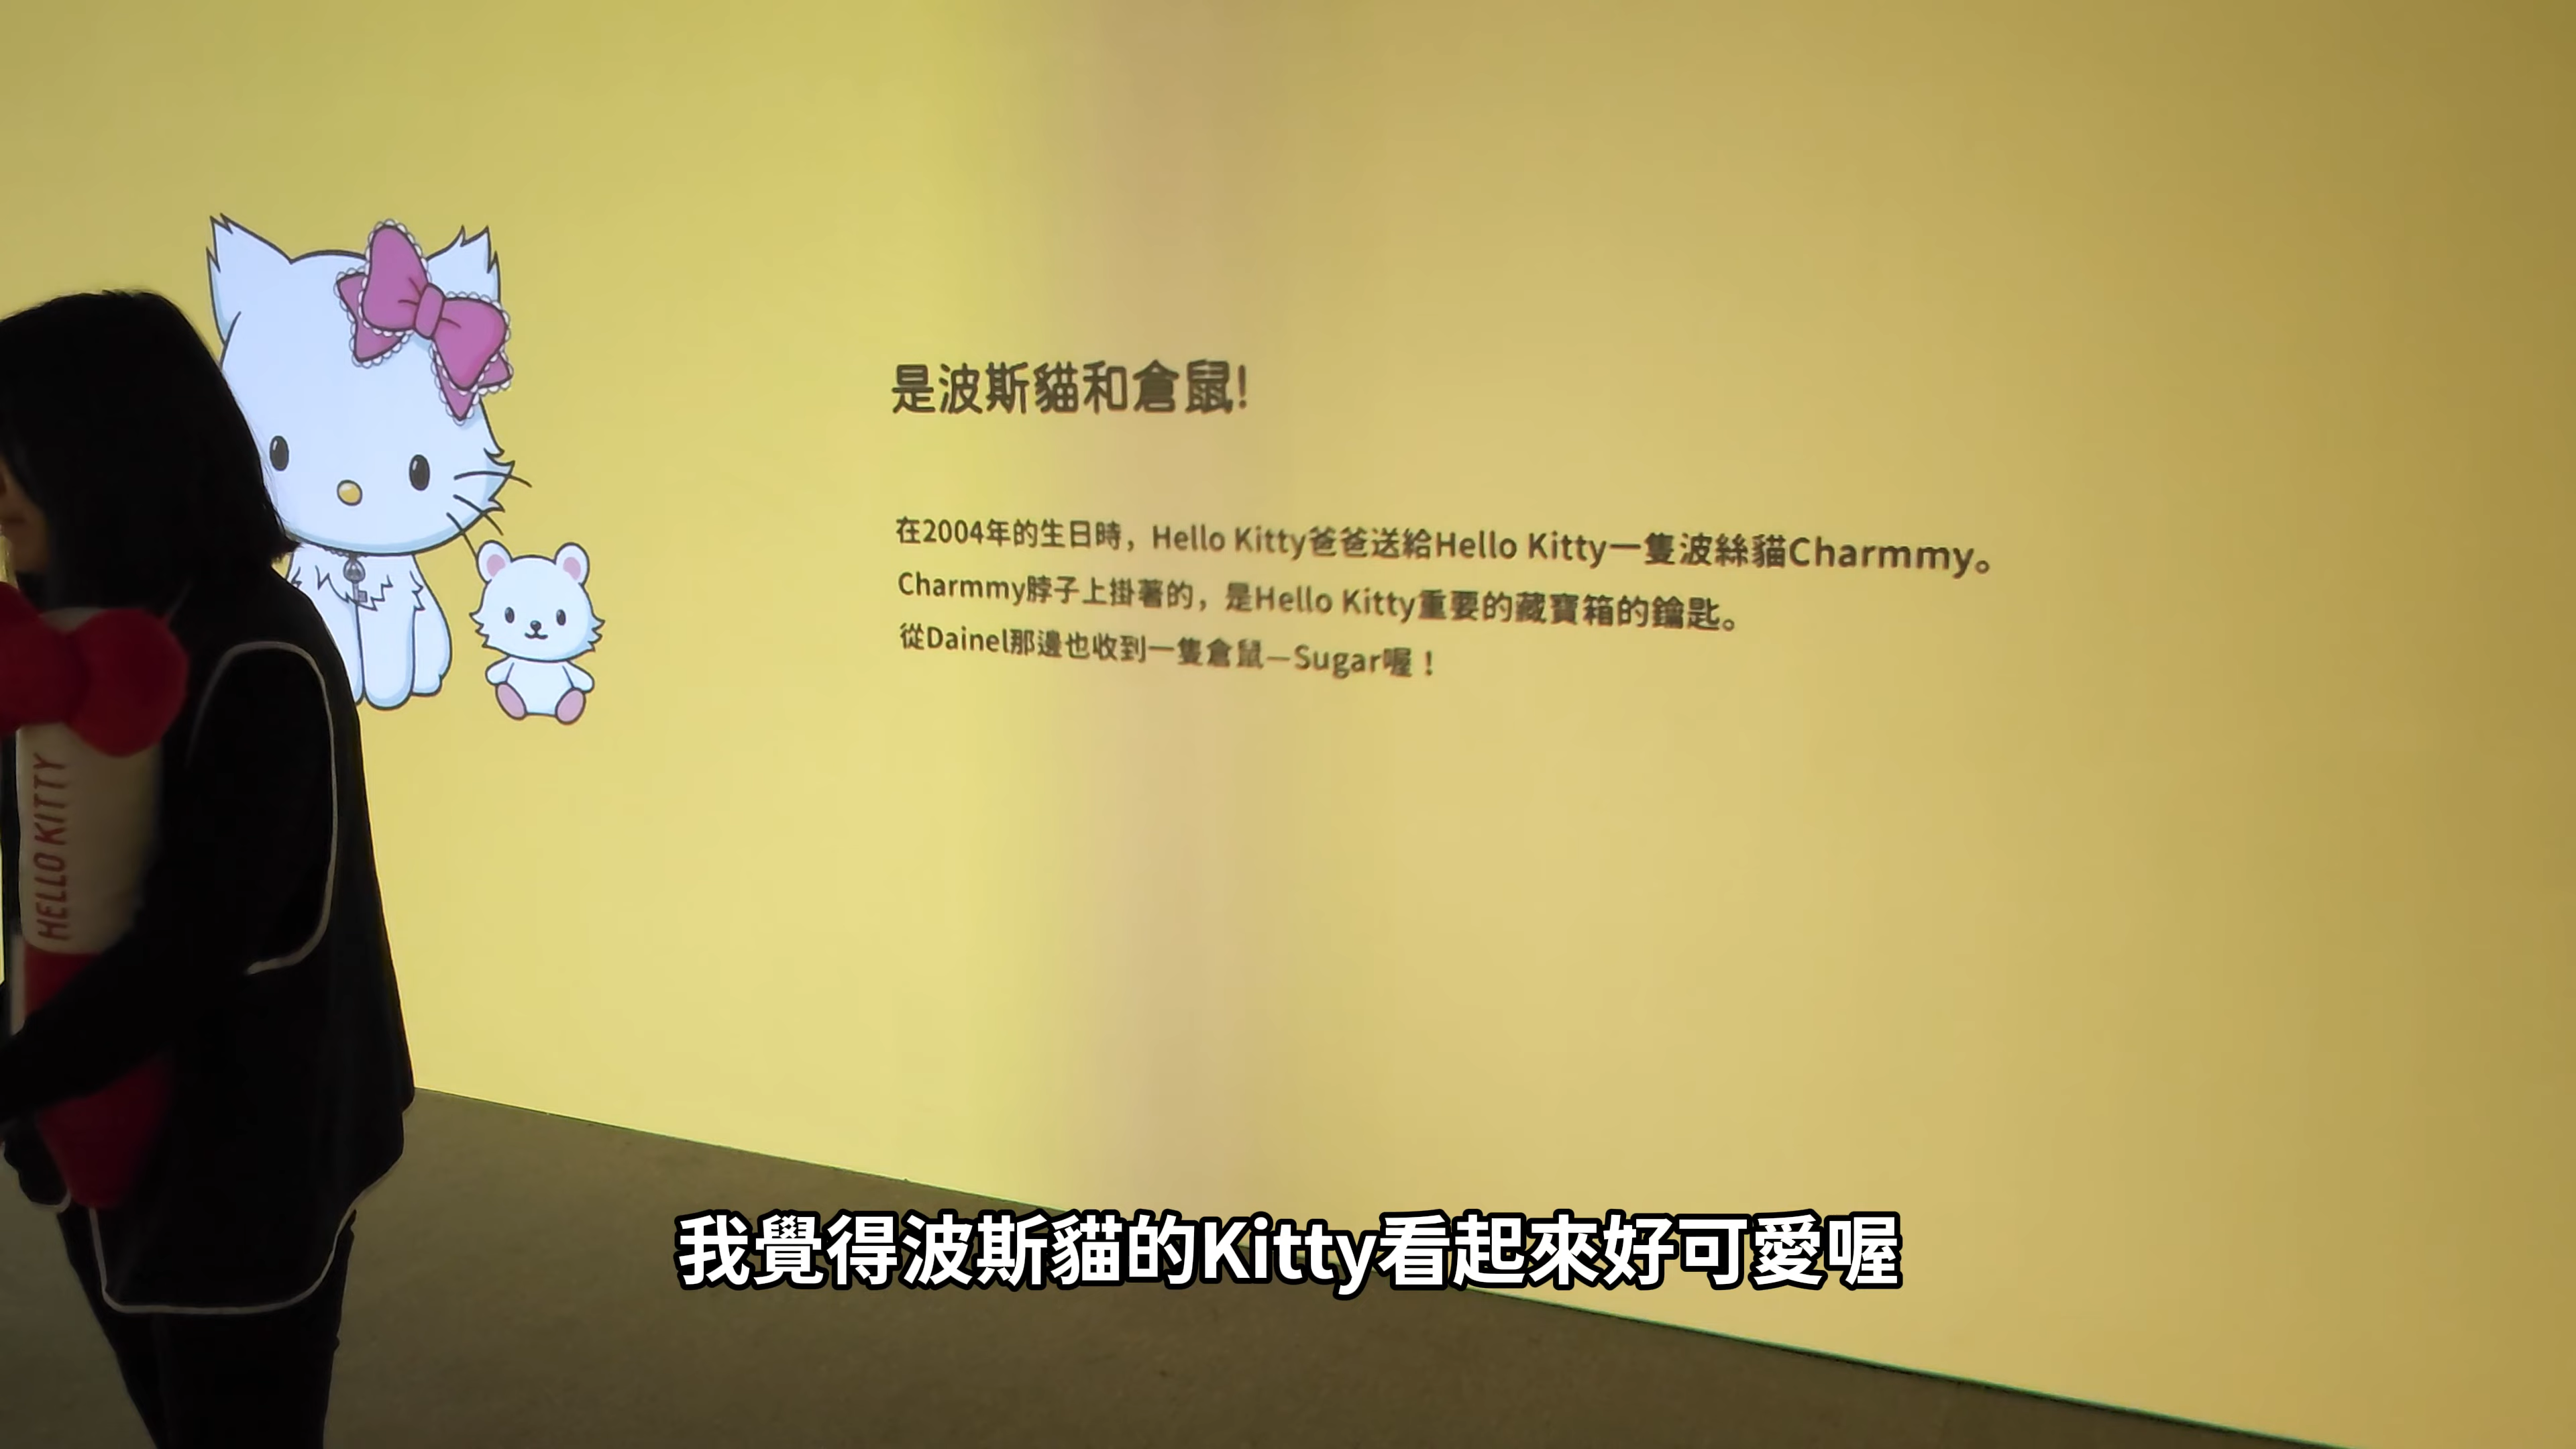 是波斯貓和倉鼠!
在2004年的生日時，Hello Kitty爸爸送給Hello Kitty一隻波絲貓Charmmy。
Charmmy脖子上掛著的，是Hello Kitty重要的藏寶箱的鑰匙。
從Dainel那邊也收到一隻倉鼠—Sugar喔！
HELLO KITTY
我覺得波斯貓的Kitty看起來好可愛喔